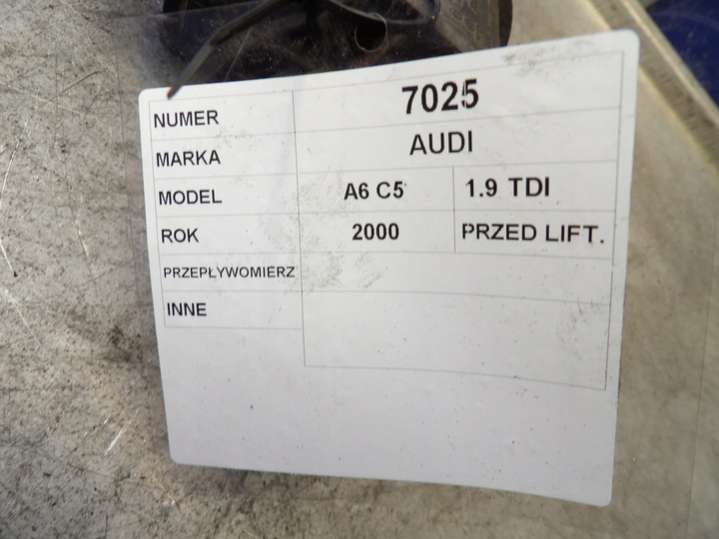 NUMER 7025
MARKA AUDI
MODEL A6 C5 1.9 TDI
ROK 2000 PRZED LIFT.
PRZEPŁYWOMIERZ
INNE